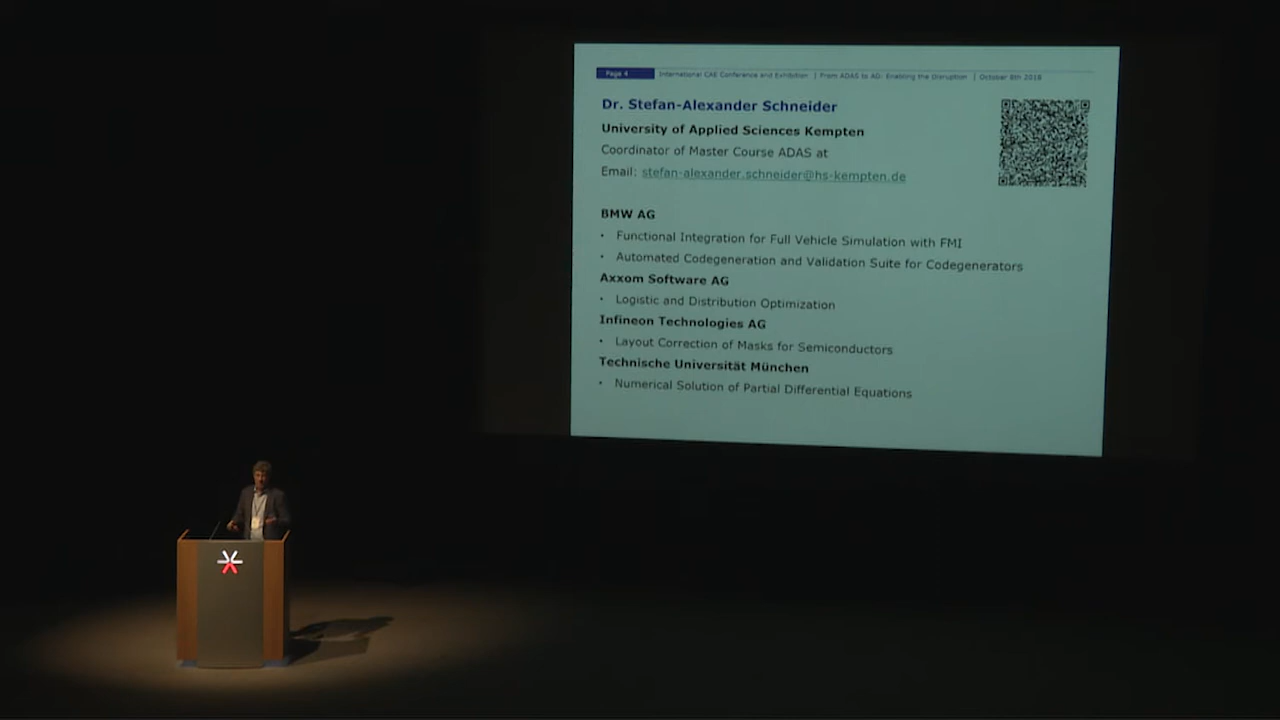 Page 4 International CAE Conference and Exhibition | From ADAS to AD: Enabling the Disruption | October 8th 2018
Dr. Stefan-Alexander Schneider
University of Applied Sciences Kempten
Coordinator of Master Course ADAS at
Email: stefan-alexander.schneider@hs-kempten.de
BMW AG
• Functional Integration for Full Vehicle Simulation with FMI
• Automated Codegeneration and Validation Suite for Codegenerators
Axxom Software AG
• Logistic and Distribution Optimization
Infineon Technologies AG
• Layout Correction of Masks for Semiconductors
Technische Universität München
• Numerical Solution of Partial Differential Equations